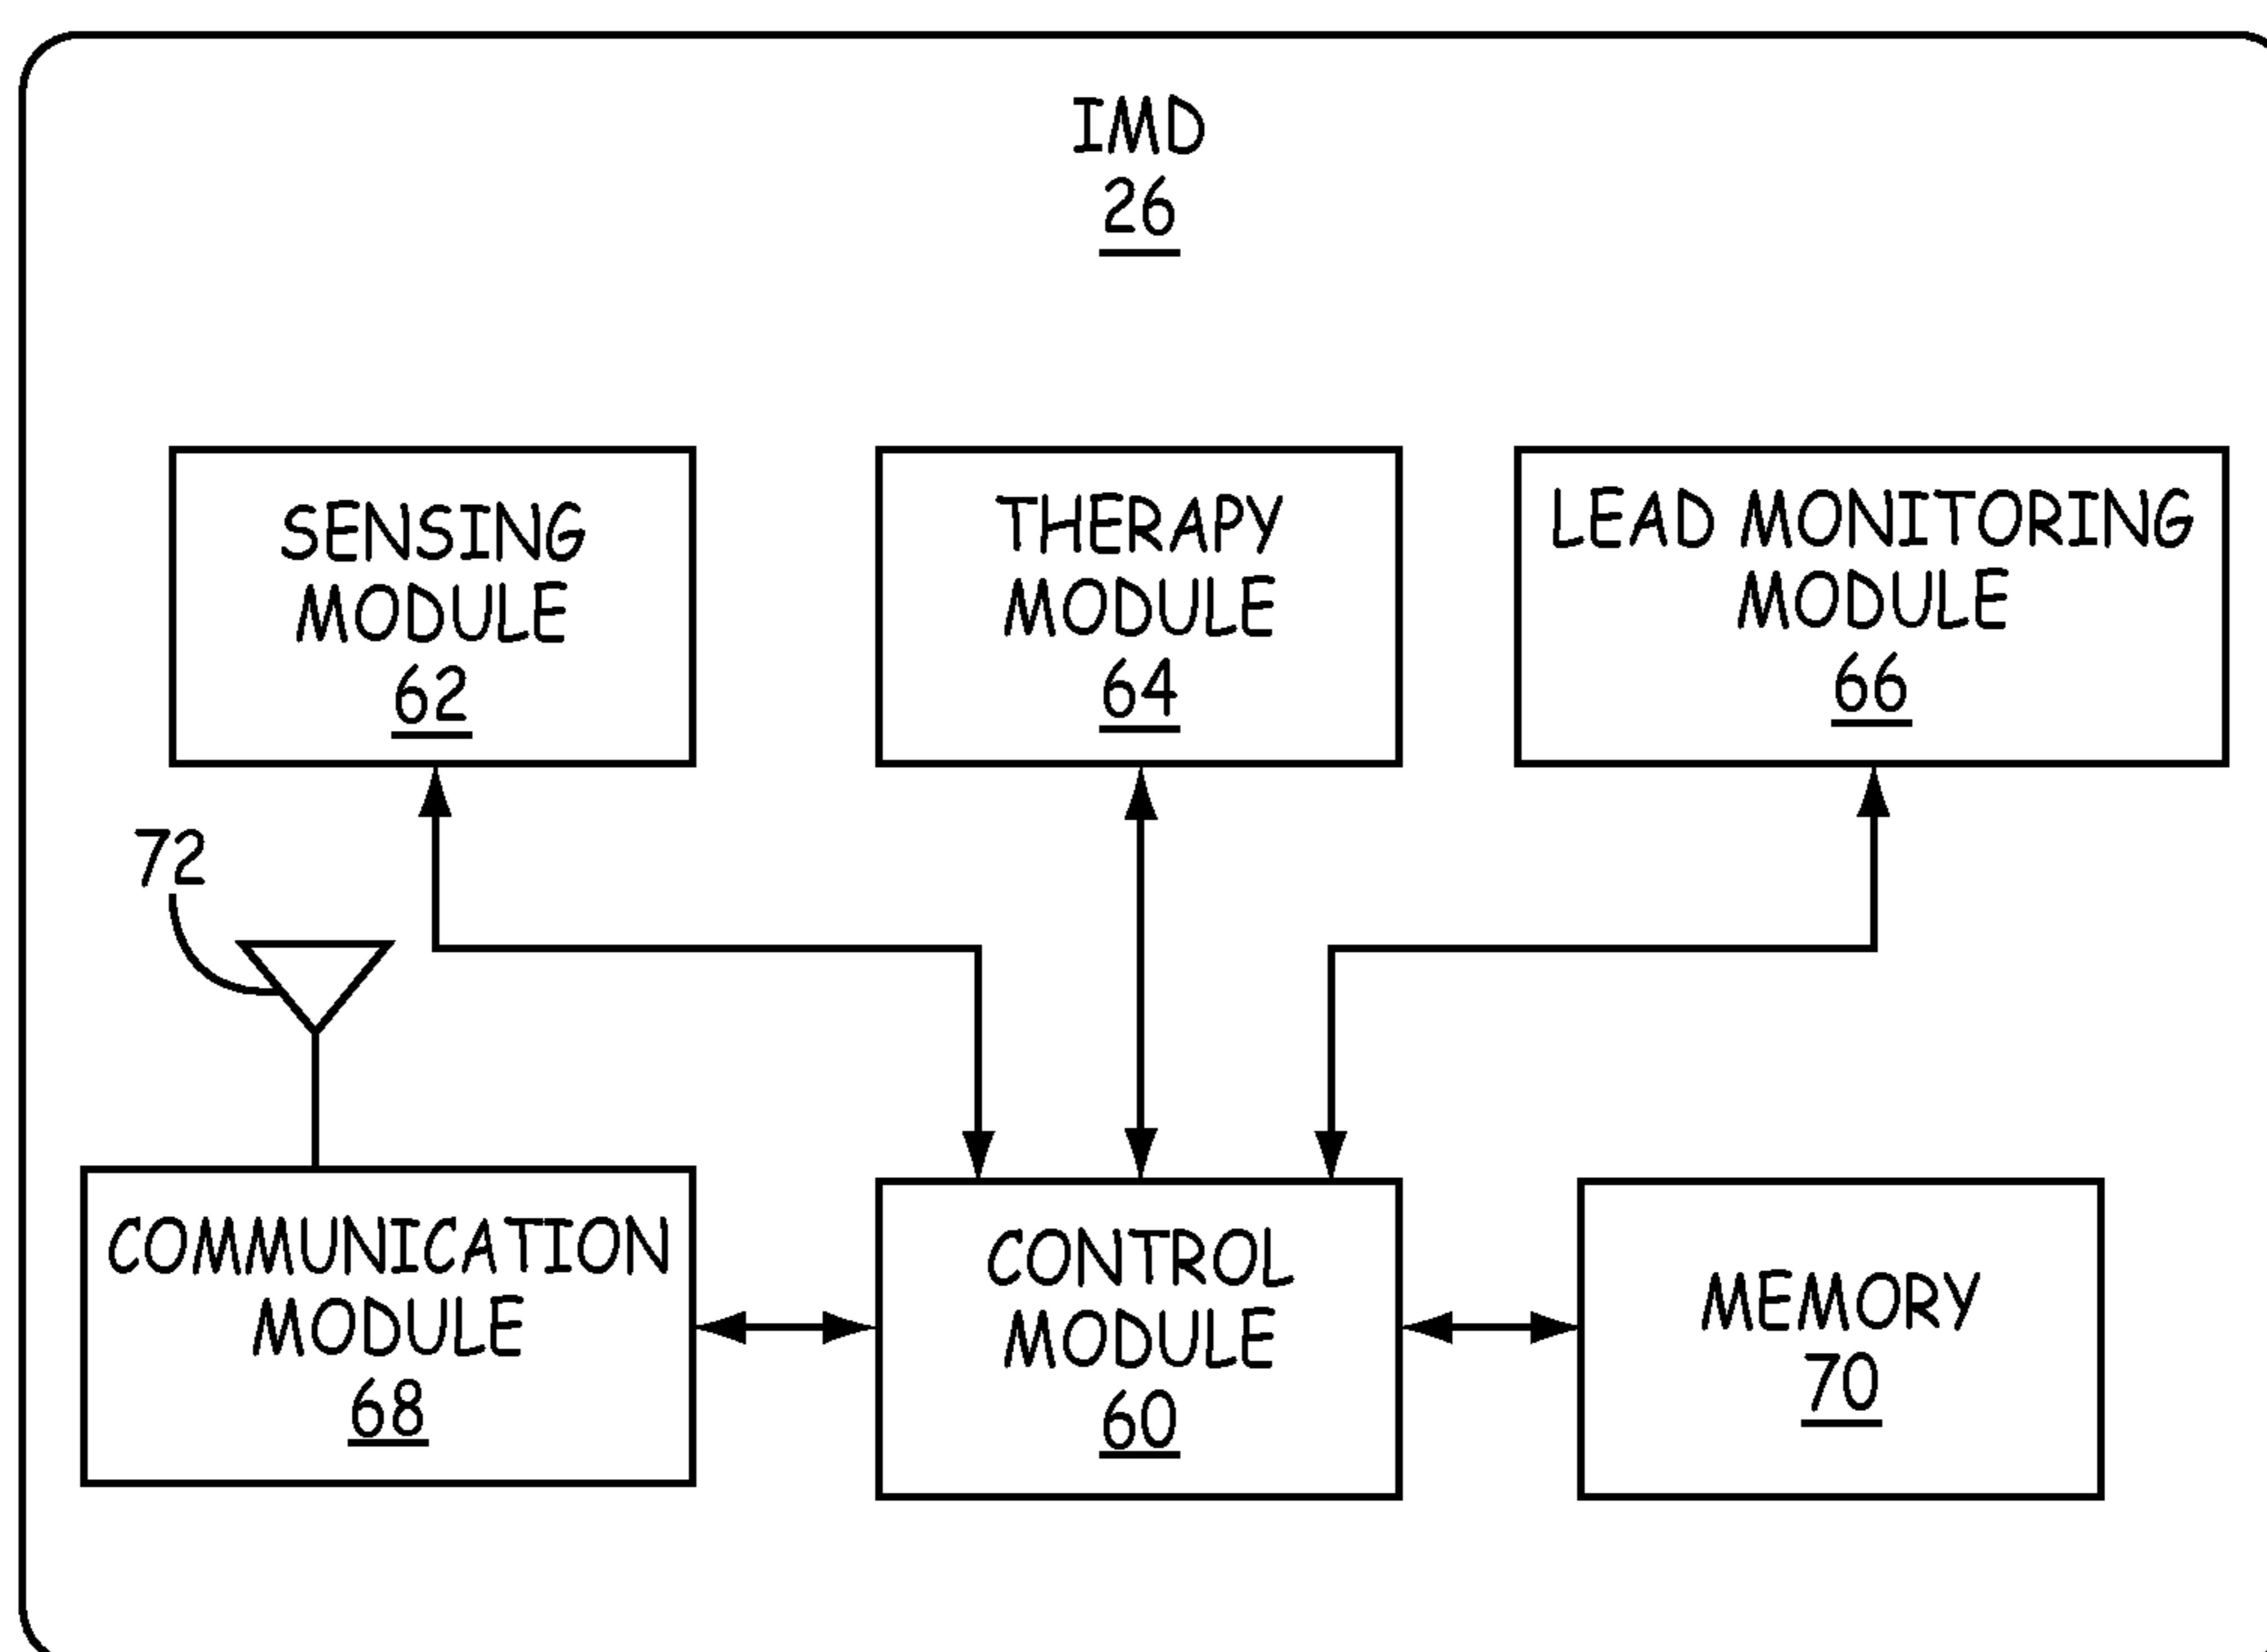 IMD
26
SENSING
MODULE
62
THERAPY
MODULE
64
LEAD MONITORING
MODULE
66
72
COMMUNICATION
MODULE
68
CONTROL
MODULE
60
MEMORY
70